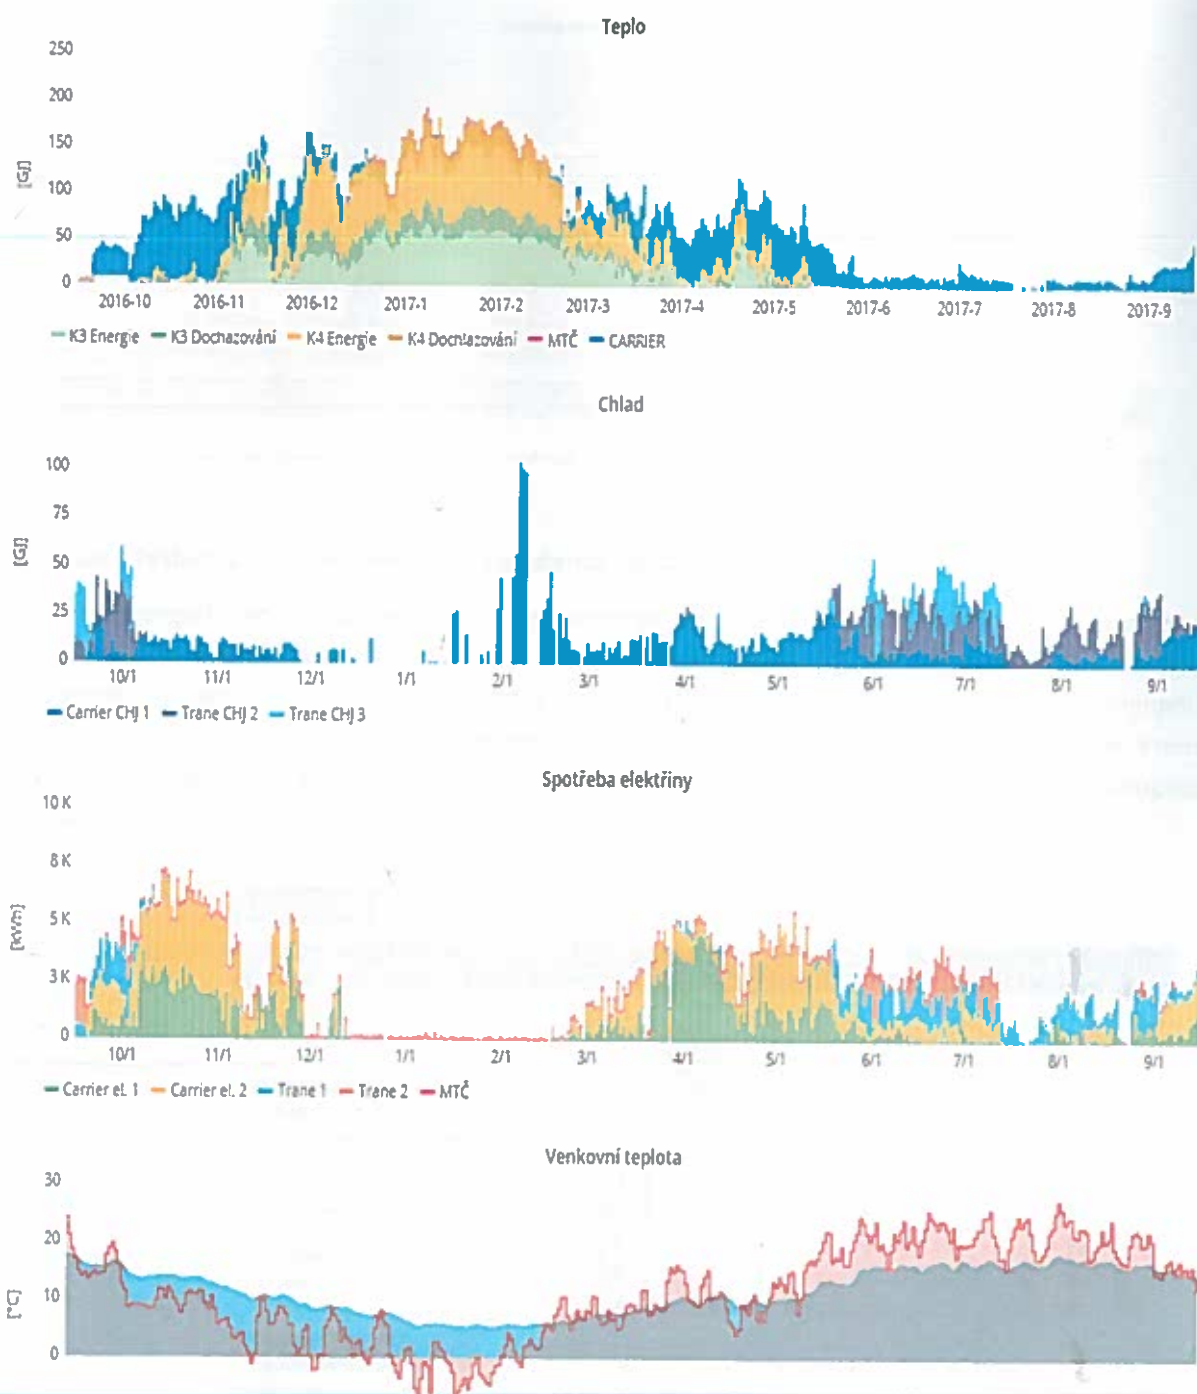 Teplo
250
200
150
100
50
0
[GJ]
2016-10 2016-11 2016-12 2017-1 2017-2 2017-3 2017-4 2017-5 2017-6 2017-7 2017-8 2017-9
K3 Energie K3 Dochazování K4 Energie K4 Dochlazování MTČ CARRIER
Chlad
100
75
50
25
0
[GJ]
10/1 11/1 12/1 1/1 2/1 3/1 4/1 5/1 6/1 7/1 8/1 9/1
Carrier CHJ 1 Trane CHJ 2 Trane CHJ 3
Spotřeba elektřiny
10 K
8 K
5 K
3 K
0
[kWh]
10/1 11/1 12/1 1/1 2/1 3/1 4/1 5/1 6/1 7/1 8/1 9/1
Carrier el. 1 Carrier el. 2 Trane 1 Trane 2 MTČ
Venkovní teplota
30
20
10
0
[°C]